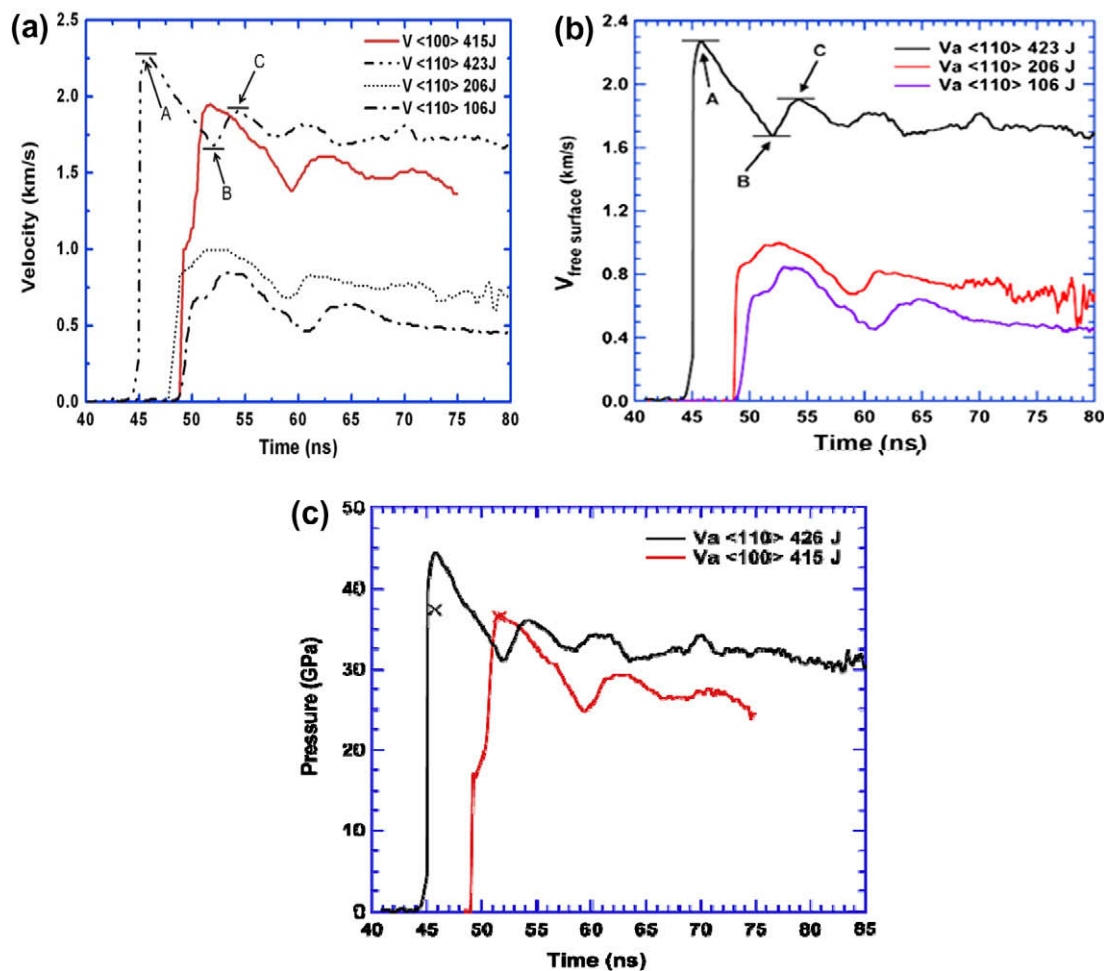 (a)
2.5
2.0
1.5
1.0
0.5
0.0
Velocity (km/s)
40 45 50 55 60 65 70 75 80
Time (ns)
V <100> 415J
V <110> 423J
V <110> 206J
V <110> 106J
A
B
C
(b)
2.4
2.0
1.6
1.2
0.8
0.4
0.0
V free surface (km/s)
40 45 50 55 60 65 70 75 80
Time (ns)
Va <110> 423 J
Va <110> 206 J
Va <110> 106 J
A
B
C
(c)
50
40
30
20
10
0
Pressure (GPa)
40 45 50 55 60 65 70 75 80 85
Time (ns)
Va <110> 426 J
Va <100> 415 J